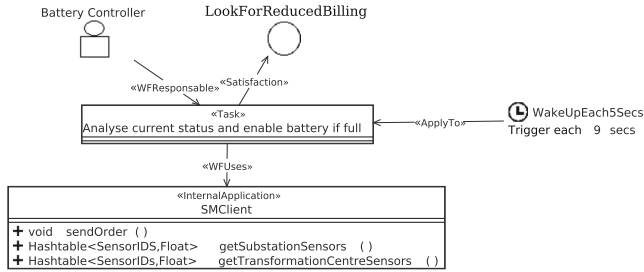 Battery Controller
LookForReducedBilling
«WFResponsable»
«Satisfaction»
«Task»
Analyse current status and enable battery if full
«ApplyTo»
WakeUpEach5Secs
Trigger each 9 secs
«WFUses»
«InternalApplication»
SMClient
+ void sendOrder ( )
+ Hashtable<SensorIDS,Float> getSubstationSensors ( )
+ Hashtable<SensorIDs,Float> getTransformationCentreSensors ( )